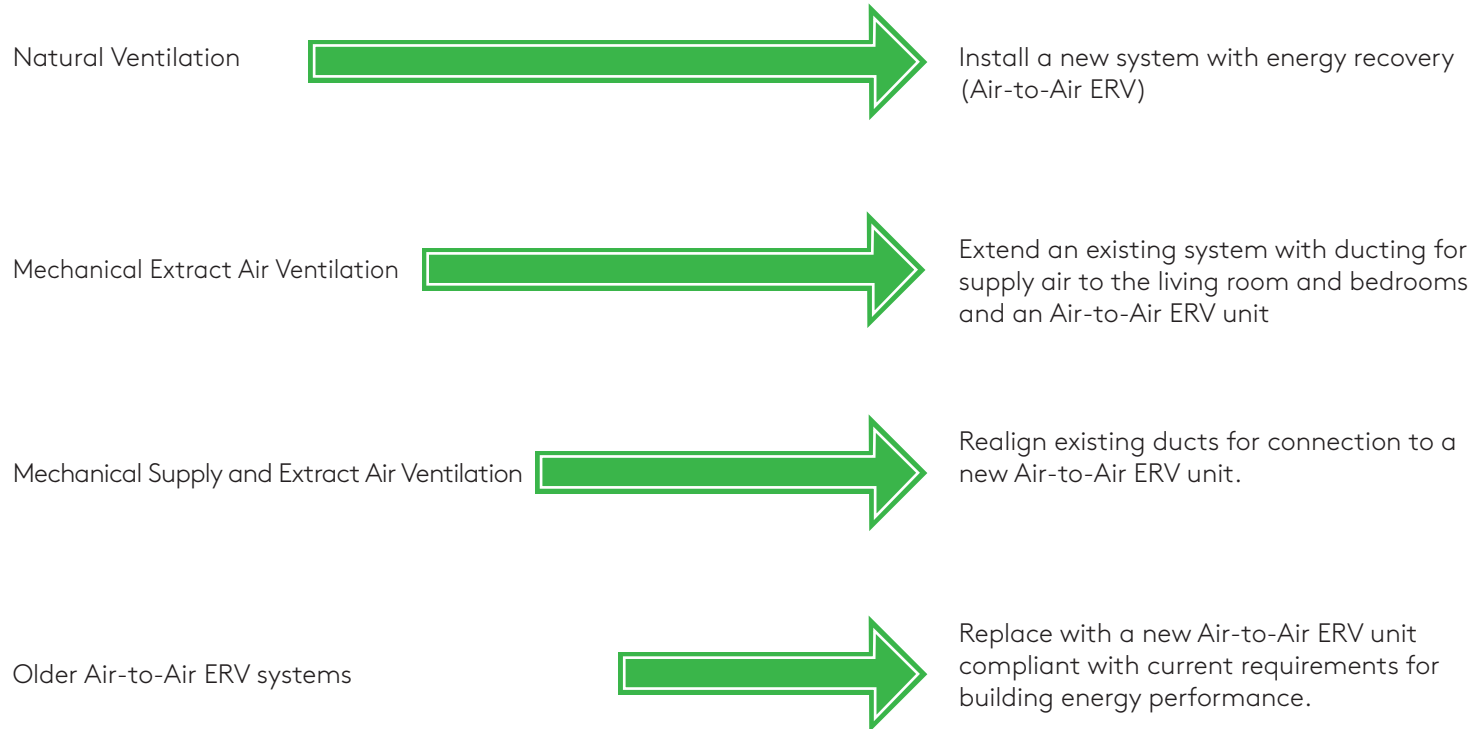 Natural Ventilation
Install a new system with energy recovery
(Air-to-Air ERV)
Mechanical Extract Air Ventilation
Extend an existing system with ducting for
supply air to the living room and bedrooms
and an Air-to-Air ERV unit
Mechanical Supply and Extract Air Ventilation
Realign existing ducts for connection to a
new Air-to-Air ERV unit.
Older Air-to-Air ERV systems
Replace with a new Air-to-Air ERV unit
compliant with current requirements for
building energy performance.